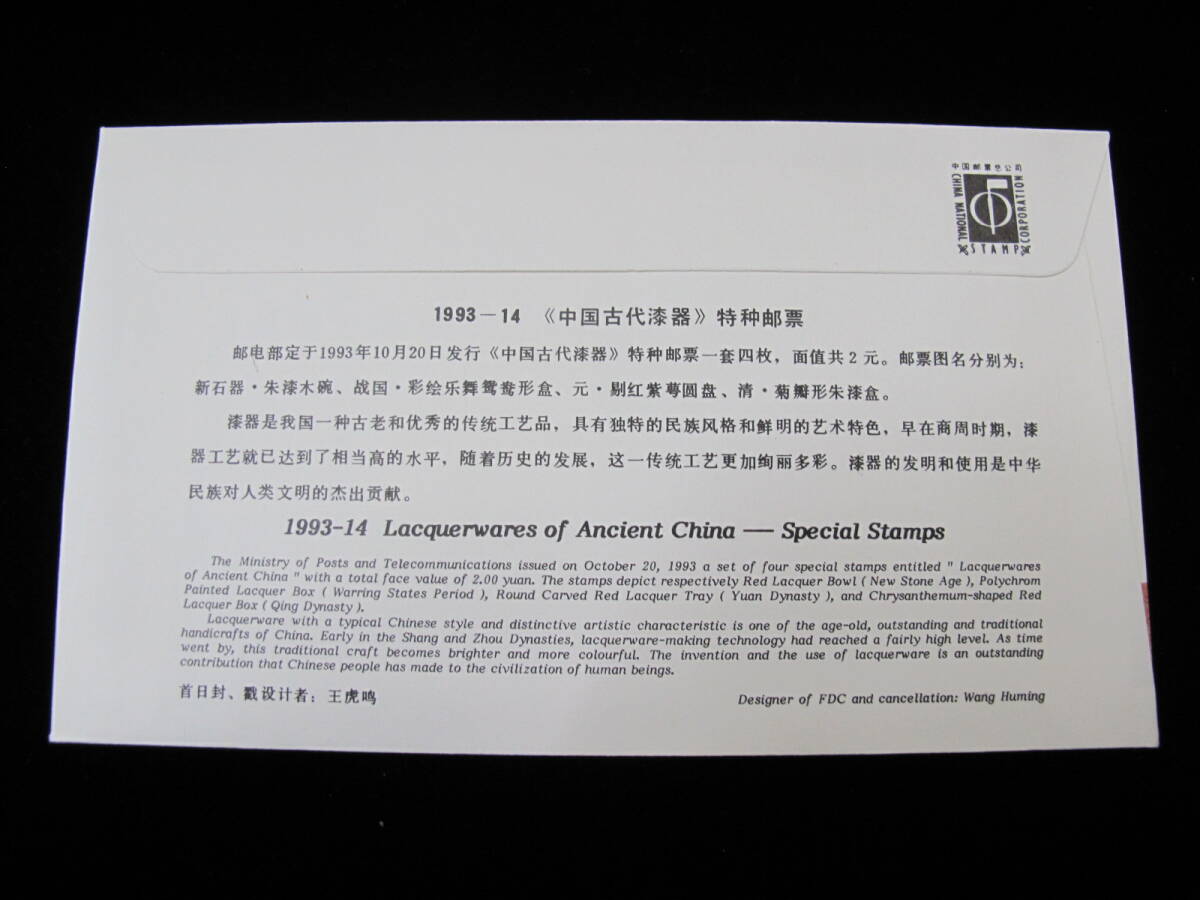 中国邮票总公司
CHINA NATIONAL
STAMP
CORPORATION
1993－14 《中国古代漆器》特种邮票
邮电部定于1993年10月20日发行《中国古代漆器》特种邮票一套四枚，面值共2元。邮票图名分别为：
新石器·朱漆木碗、战国·彩绘乐舞鸳鸯形盒、元·剔红紫萼圆盘、清·菊瓣形朱漆盒。
漆器是我国一种古老和优秀的传统工艺品，具有独特的民族风格和鲜明的艺术特色，早在商周时期，漆
器工艺就已达到了相当高的水平，随着历史的发展，这一传统工艺更加绚丽多彩。漆器的发明和使用是中华
民族对人类文明的杰出贡献。
1993-14 Lacquerwares of Ancient China — Special Stamps
The Ministry of Posts and Telecommunications issued on October 20, 1993 a set of four special stamps entitled " Lacquerwares
of Ancient China " with a total face value of 2.00 yuan. The stamps depict respectively Red Lacquer Bowl ( New Stone Age ), Polychrom
Painted Lacquer Box ( Warring States Period ), Round Carved Red Lacquer Tray ( Yuan Dynasty ), and Chrysanthemum-shaped Red
Lacquer Box ( Qing Dynasty ).
Lacquerware with a typical Chinese style and distinctive artistic characteristic is one of the age-old, outstanding and traditional
handicrafts of China. Early in the Shang and Zhou Dynasties, lacquerware-making technology had reached a fairly high level. As time
went by, this traditional craft becomes brighter and more colourful. The invention and the use of lacquerware is an outstanding
contribution that Chinese people has made to the civilization of human beings.
首日封、戳设计者：王虎鸣
Designer of FDC and cancellation: Wang Huming